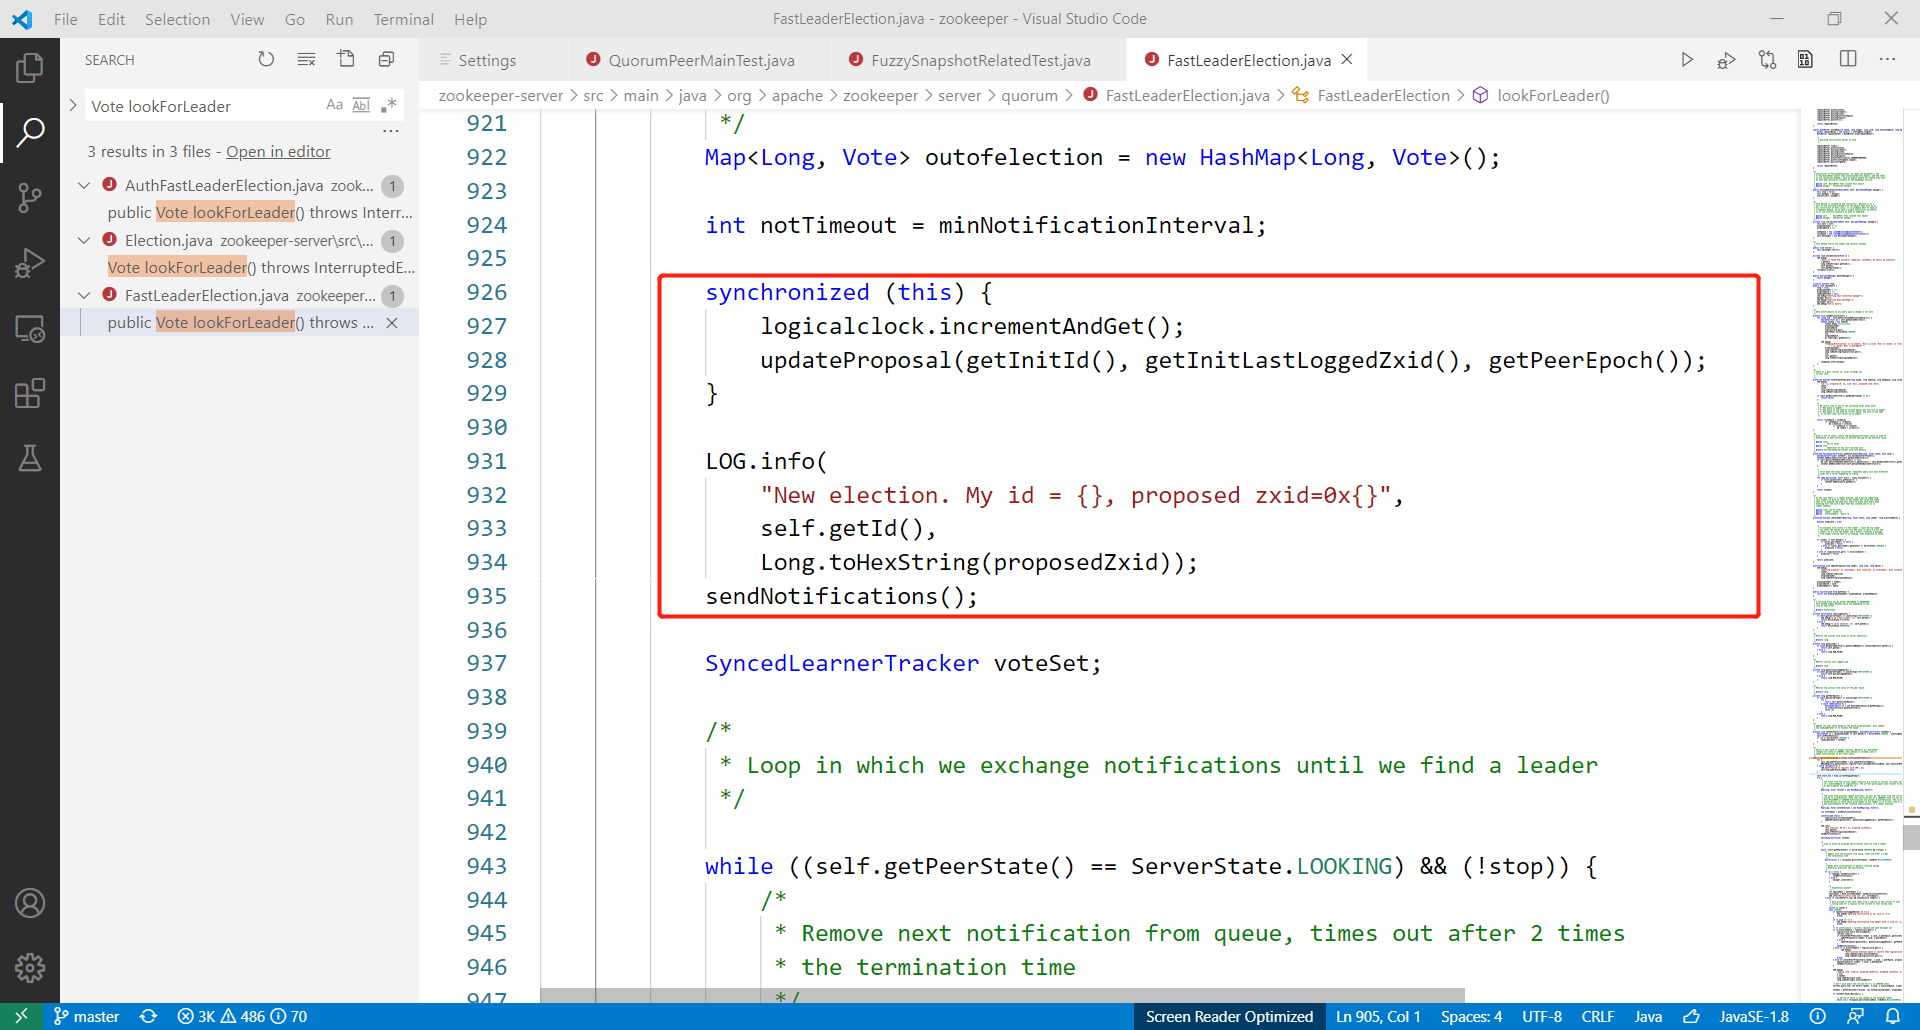 File Edit Selection View Go Run Terminal Help
FastLeaderElection.java - zookeeper - Visual Studio Code
SEARCH
Vote lookForLeader
Aa Abl .*
3 results in 3 files - Open in editor
AuthFastLeaderElection.java zook... 1
public Vote lookForLeader() throws Interr...
Election.java zookeeper-server\src\... 1
Vote lookForLeader() throws InterruptedE...
FastLeaderElection.java zookeeper... 1
public Vote lookForLeader() throws ...
Settings
QuorumPeerMainTest.java
FuzzySnapshotRelatedTest.java
FastLeaderElection.java
zookeeper-server > src > main > java > org > apache > zookeeper > server > quorum > FastLeaderElection.java > FastLeaderElection > lookForLeader()
921 */
922 Map<Long, Vote> outofelection = new HashMap<Long, Vote>();
923
924 int notTimeout = minNotificationInterval;
925
926 synchronized (this) {
927 logicalclock.incrementAndGet();
928 updateProposal(getInitId(), getInitLastLoggedZxid(), getPeerEpoch());
929 }
930
931 LOG.info(
932 "New election. My id = {}, proposed zxid=0x{}",
933 self.getId(),
934 Long.toHexString(proposedZxid));
935 sendNotifications();
936
937 SyncedLearnerTracker voteSet;
938
939 /*
940 * Loop in which we exchange notifications until we find a leader
941 */
942
943 while ((self.getPeerState() == ServerState.LOOKING) && (!stop)) {
944 /*
945 * Remove next notification from queue, times out after 2 times
946 * the termination time
947 */
master 3K 486 70
Screen Reader Optimized Ln 905, Col 1 Spaces: 4 UTF-8 CRLF Java JavaSE-1.8